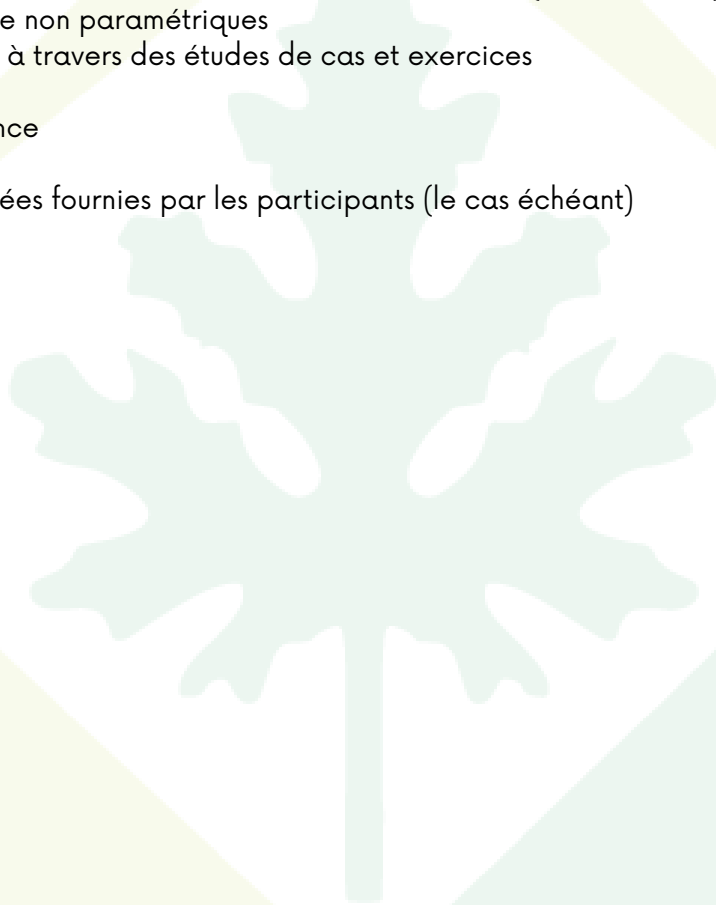 e non paramétriques
à travers des études de cas et exercices
nce
ées fournies par les participants (le cas échéant)